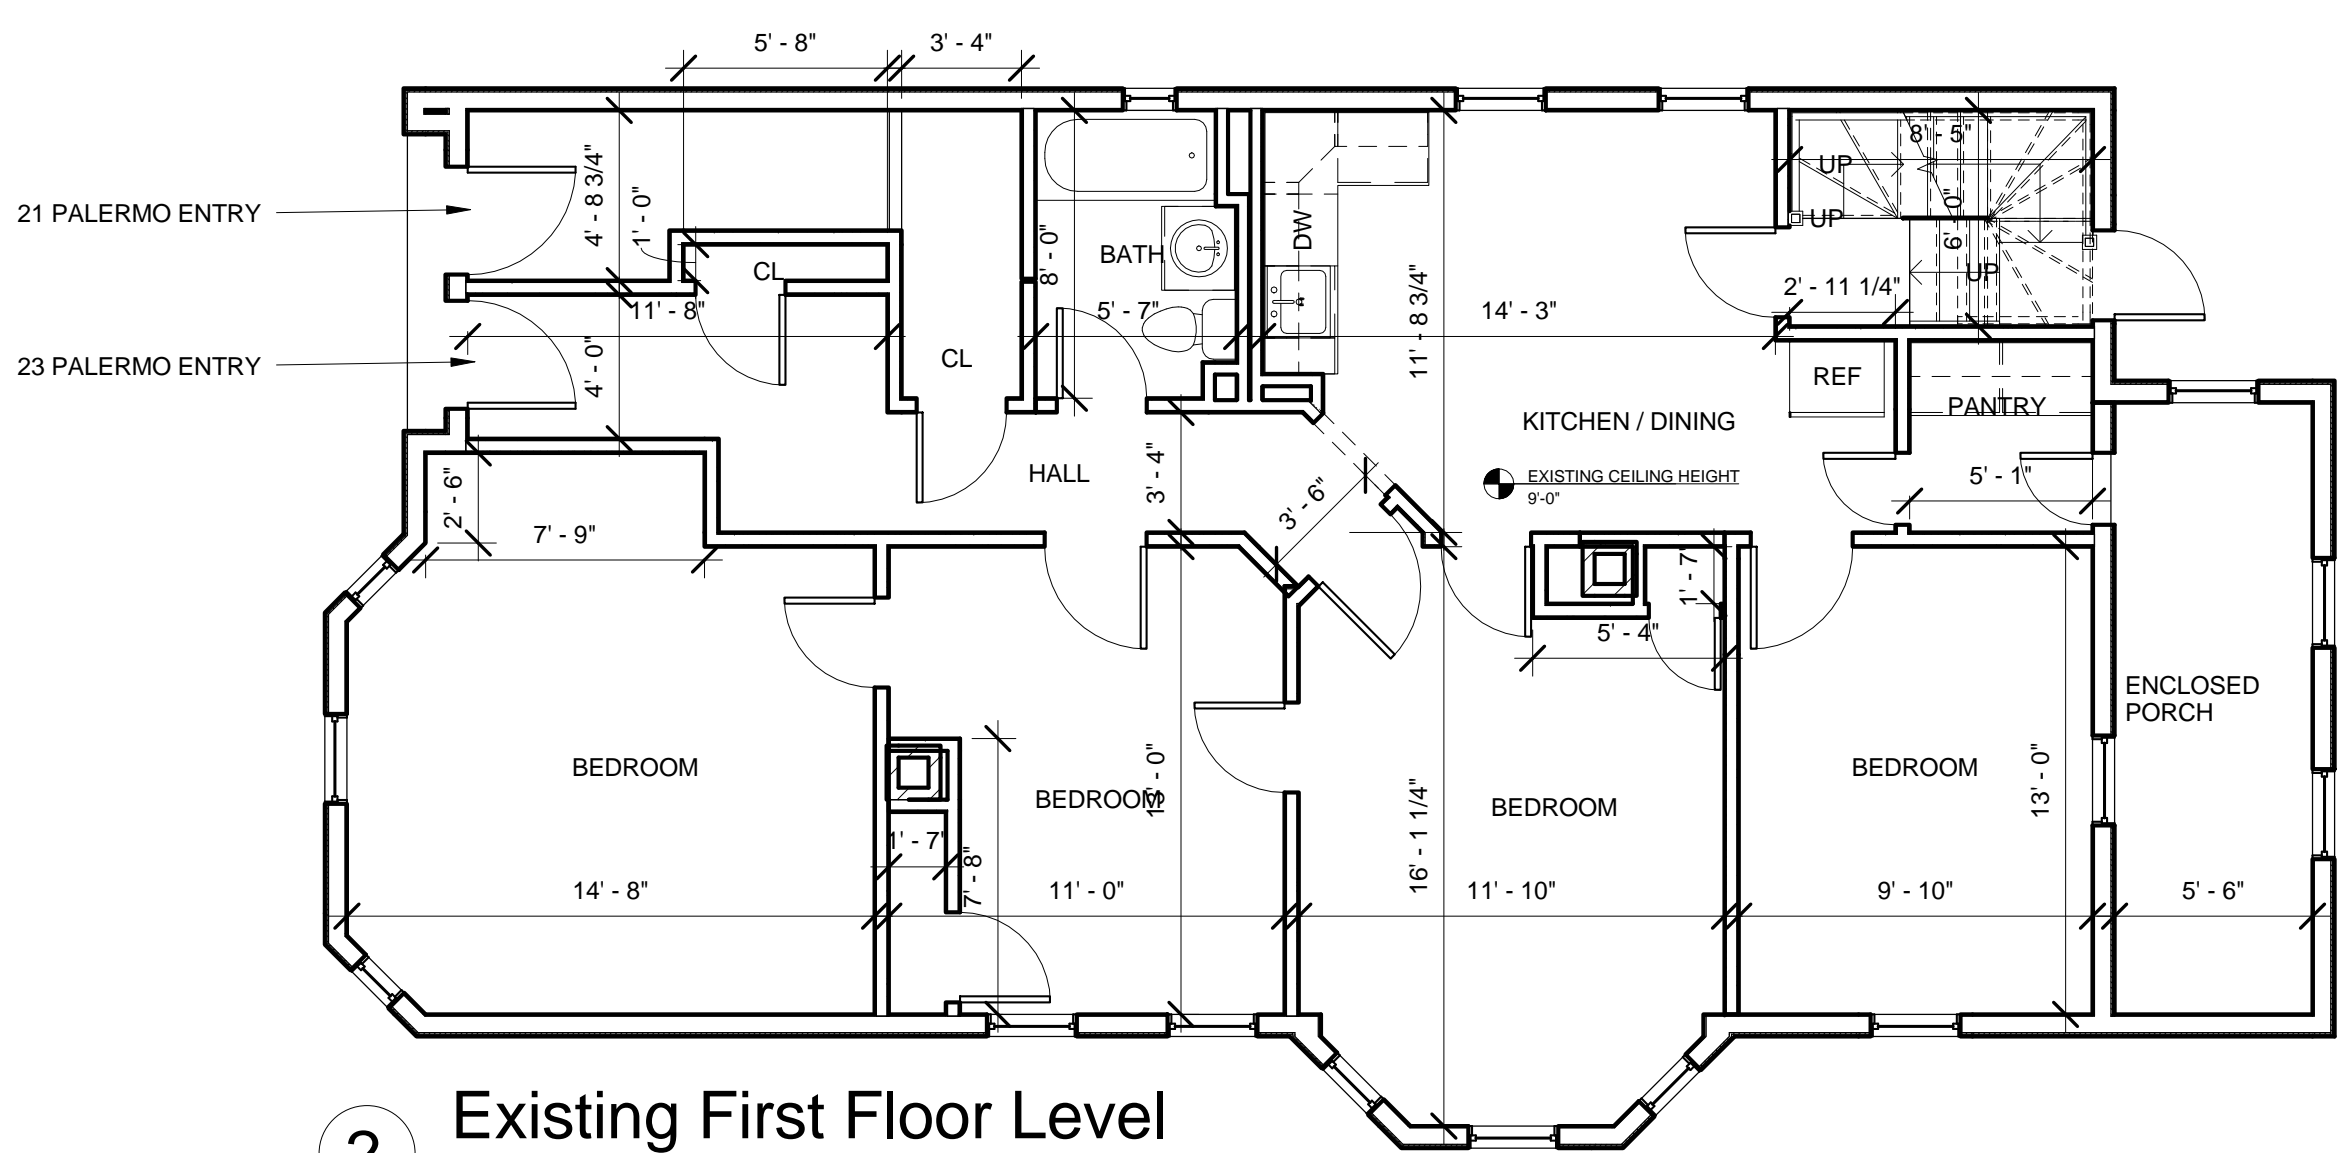 5' - 8"
3' - 4"
8' - 5"
UP
4' - 8 3/4"
1' - 0"
21 PALERMO ENTRY
6' - 0"
UP
DW
8' - 0"
BATH
CL
UP
2' - 11 1/4"
11' - 8"
5' - 7"
14' - 3"
11' - 8 3/4"
23 PALERMO ENTRY
4' - 0"
CL
REF
PANTRY
KITCHEN / DINING
HALL
3' - 4"
EXISTING CEILING HEIGHT
9'-0"
5' - 1"
2' - 6"
7' - 9"
3' - 6"
1' - 7"
5' - 4"
ENCLOSED
PORCH
BEDROOM
BEDROOM
13' - 0"
BEDROOM
BEDROOM
13' - 0"
1' - 7"
7' - 8"
16' - 1 1/4"
14' - 8"
11' - 0"
11' - 10"
9' - 10"
5' - 6"
Existing First Floor Level
2